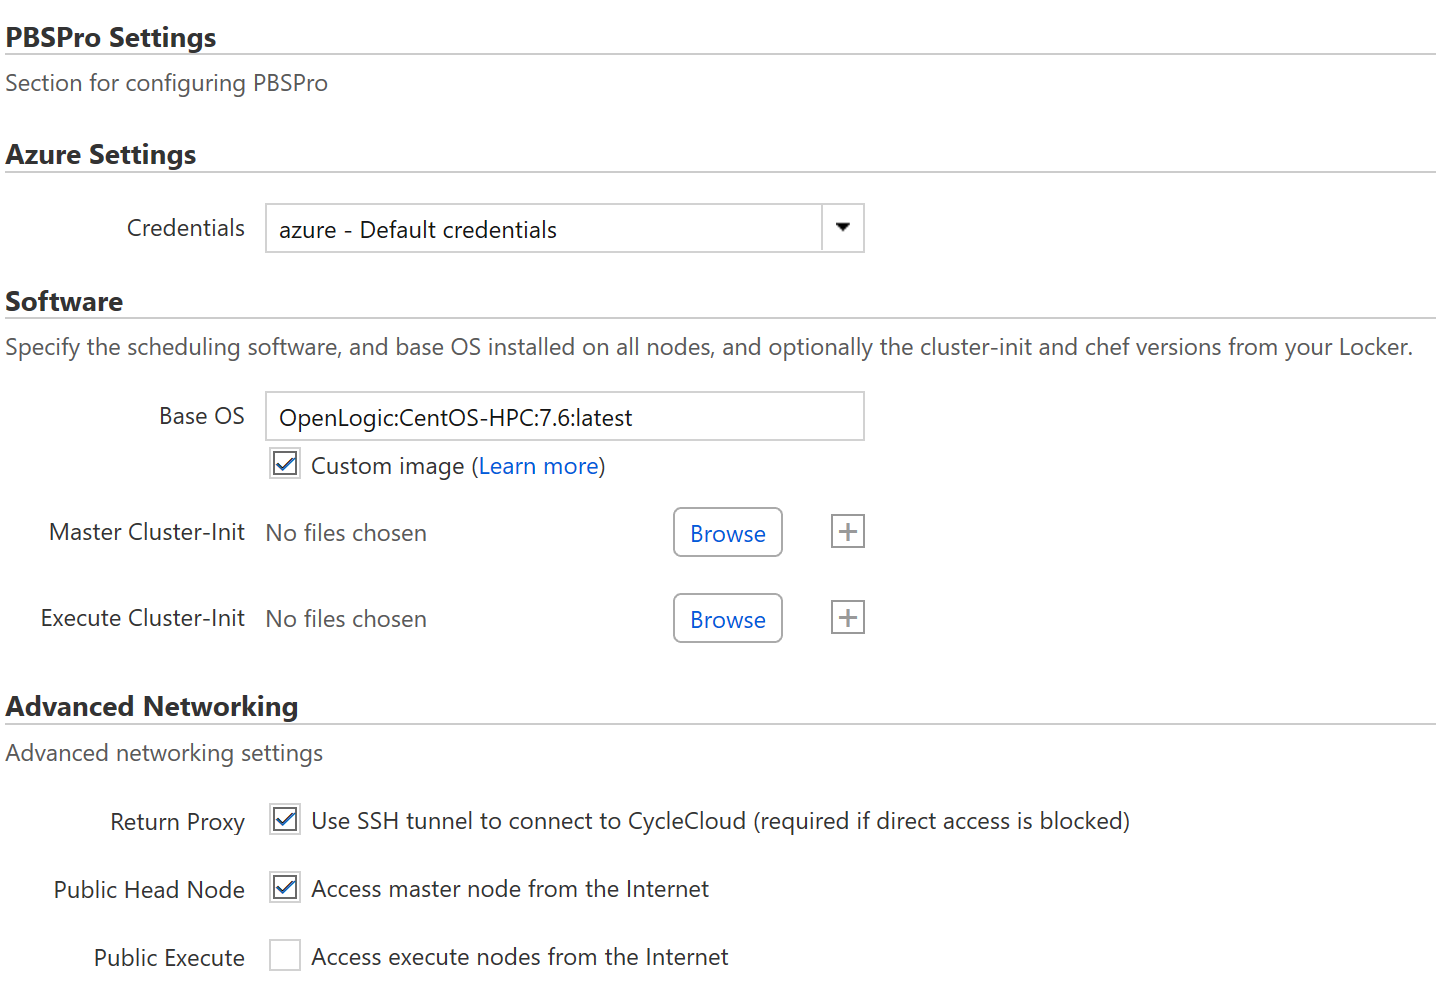 PBSPro Settings
Section for configuring PBSPro
Azure Settings
Credentials azure - Default credentials
Software
Specify the scheduling software, and base OS installed on all nodes, and optionally the cluster-init and chef versions from your Locker.
Base OS OpenLogic:CentOS-HPC:7.6:latest
Custom image (Learn more)
Master Cluster-Init No files chosen Browse
Execute Cluster-Init No files chosen Browse
Advanced Networking
Advanced networking settings
Return Proxy Use SSH tunnel to connect to CycleCloud (required if direct access is blocked)
Public Head Node Access master node from the Internet
Public Execute Access execute nodes from the Internet